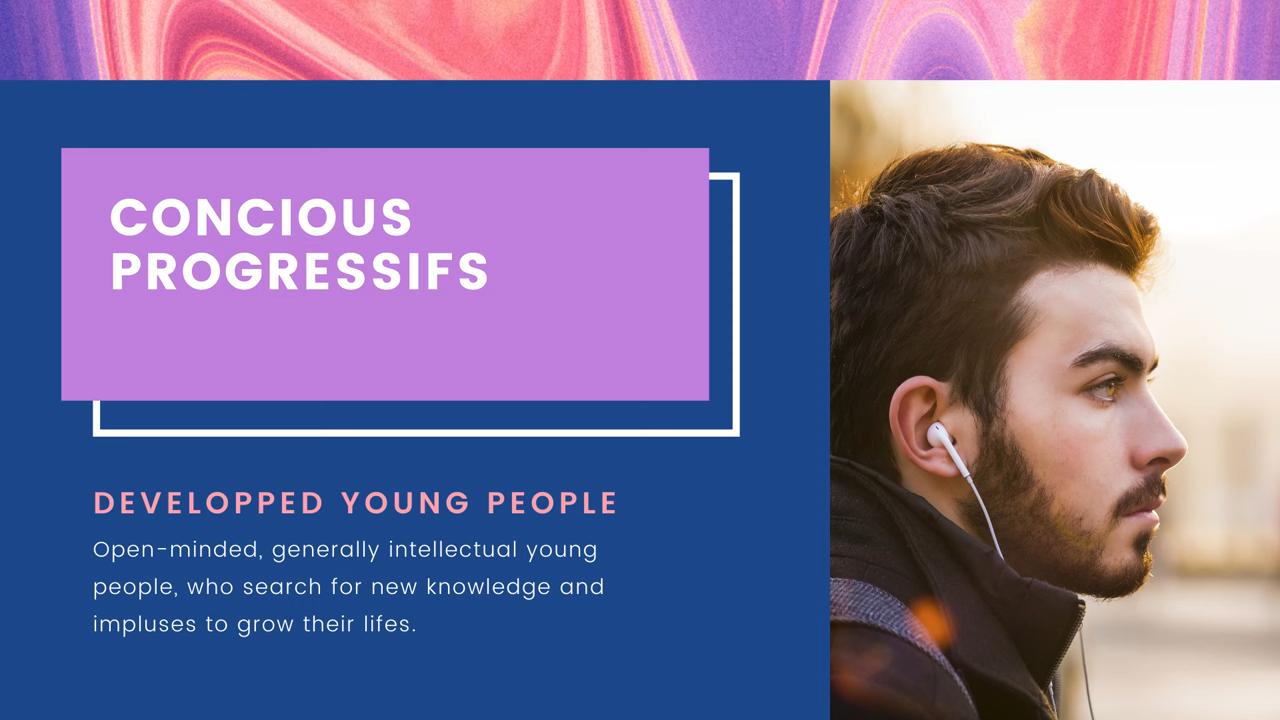 CONCIOUS
PROGRESSIFS
DEVELOPPED YOUNG PEOPLE
Open-minded, generally intellectual young
people, who search for new knowledge and
impluses to grow their lifes.